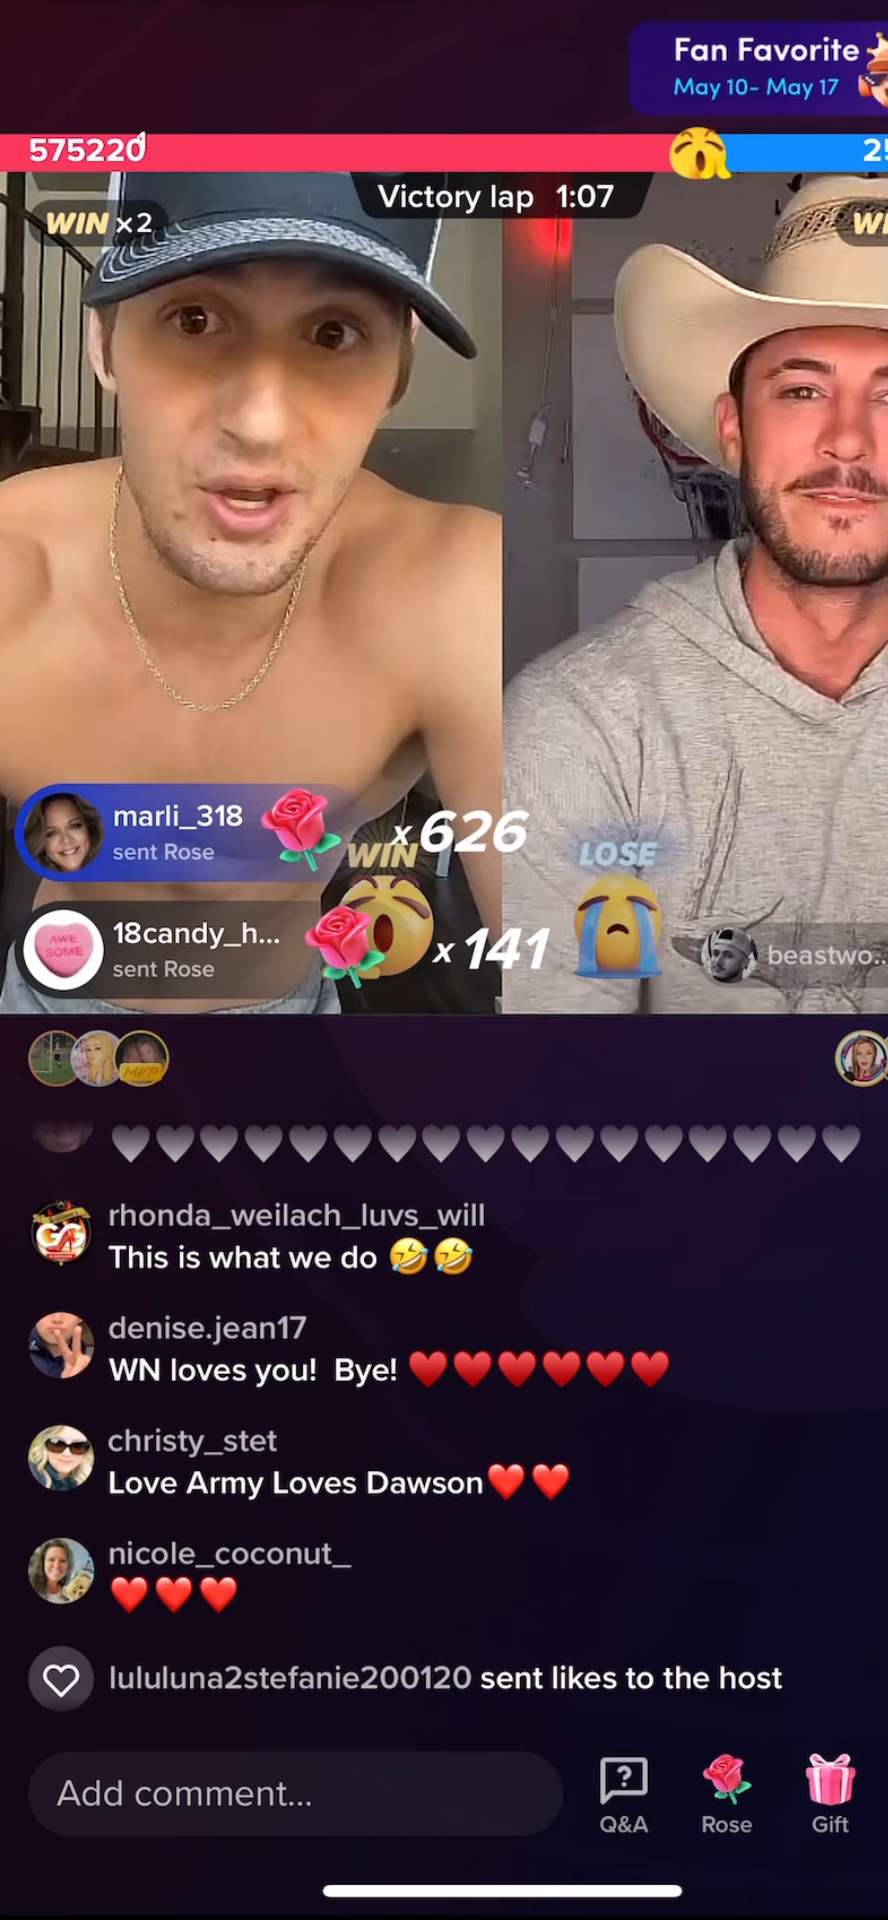 Fan Favorite
May 10- May 17
575220
Victory lap 1:07
WIN x2
marli_318
sent Rose
x626
WIN
LOSE
AWE
SOME
18candy_h...
sent Rose
x 141
beastwo..
MVP
rhonda_weilach_luvs_will
This is what we do 🤣🤣
denise.jean17
WN loves you! Bye! ❤️❤️❤️❤️❤️❤️
christy_stet
Love Army Loves Dawson❤️❤️
nicole_coconut_
❤️❤️❤️
lululuna2stefanie200120 sent likes to the host
Add comment...
Q&A
Rose
Gift